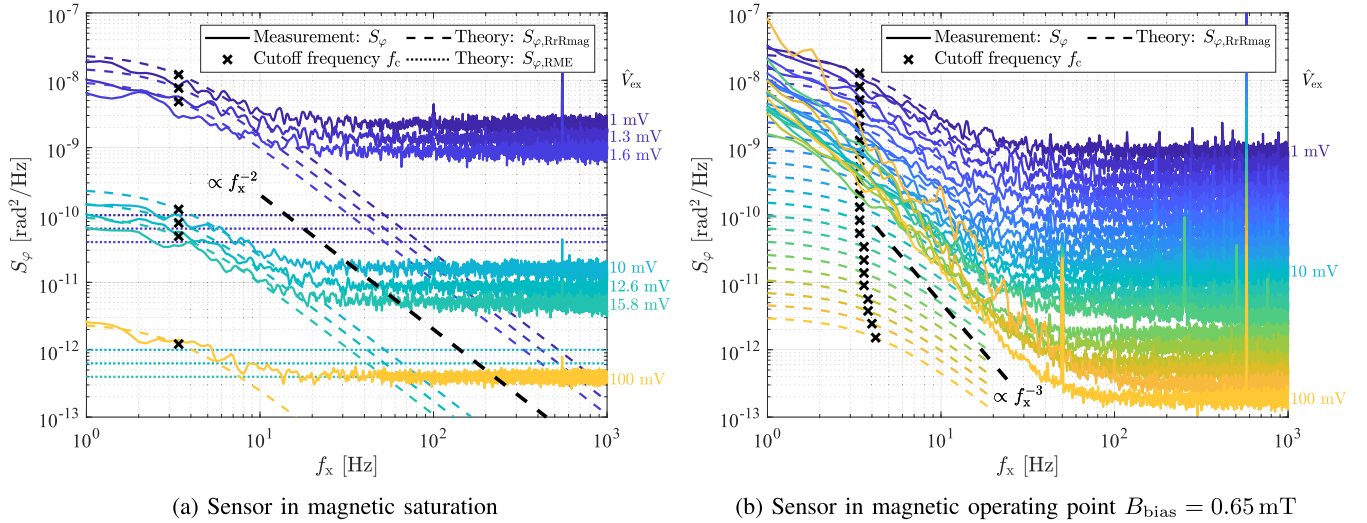 Measurement: Sφ
Theory: Sφ,RrRmag
Cutoff frequency fc
Theory: Sφ,RME
V̂ex
1 mV
1.3 mV
1.6 mV
10 mV
12.6 mV
15.8 mV
100 mV
∝ fx^-2
10^-7
10^-8
10^-9
10^-10
10^-11
10^-12
10^-13
Sφ [rad^2/Hz]
10^0
10^1
10^2
10^3
fx [Hz]
(a) Sensor in magnetic saturation
Measurement: Sφ
Theory: Sφ,RrRmag
Cutoff frequency fc
V̂ex
1 mV
10 mV
100 mV
∝ fx^-3
10^-7
10^-8
10^-9
10^-10
10^-11
10^-12
10^-13
Sφ [rad^2/Hz]
10^0
10^1
10^2
10^3
fx [Hz]
(b) Sensor in magnetic operating point Bbias = 0.65 mT